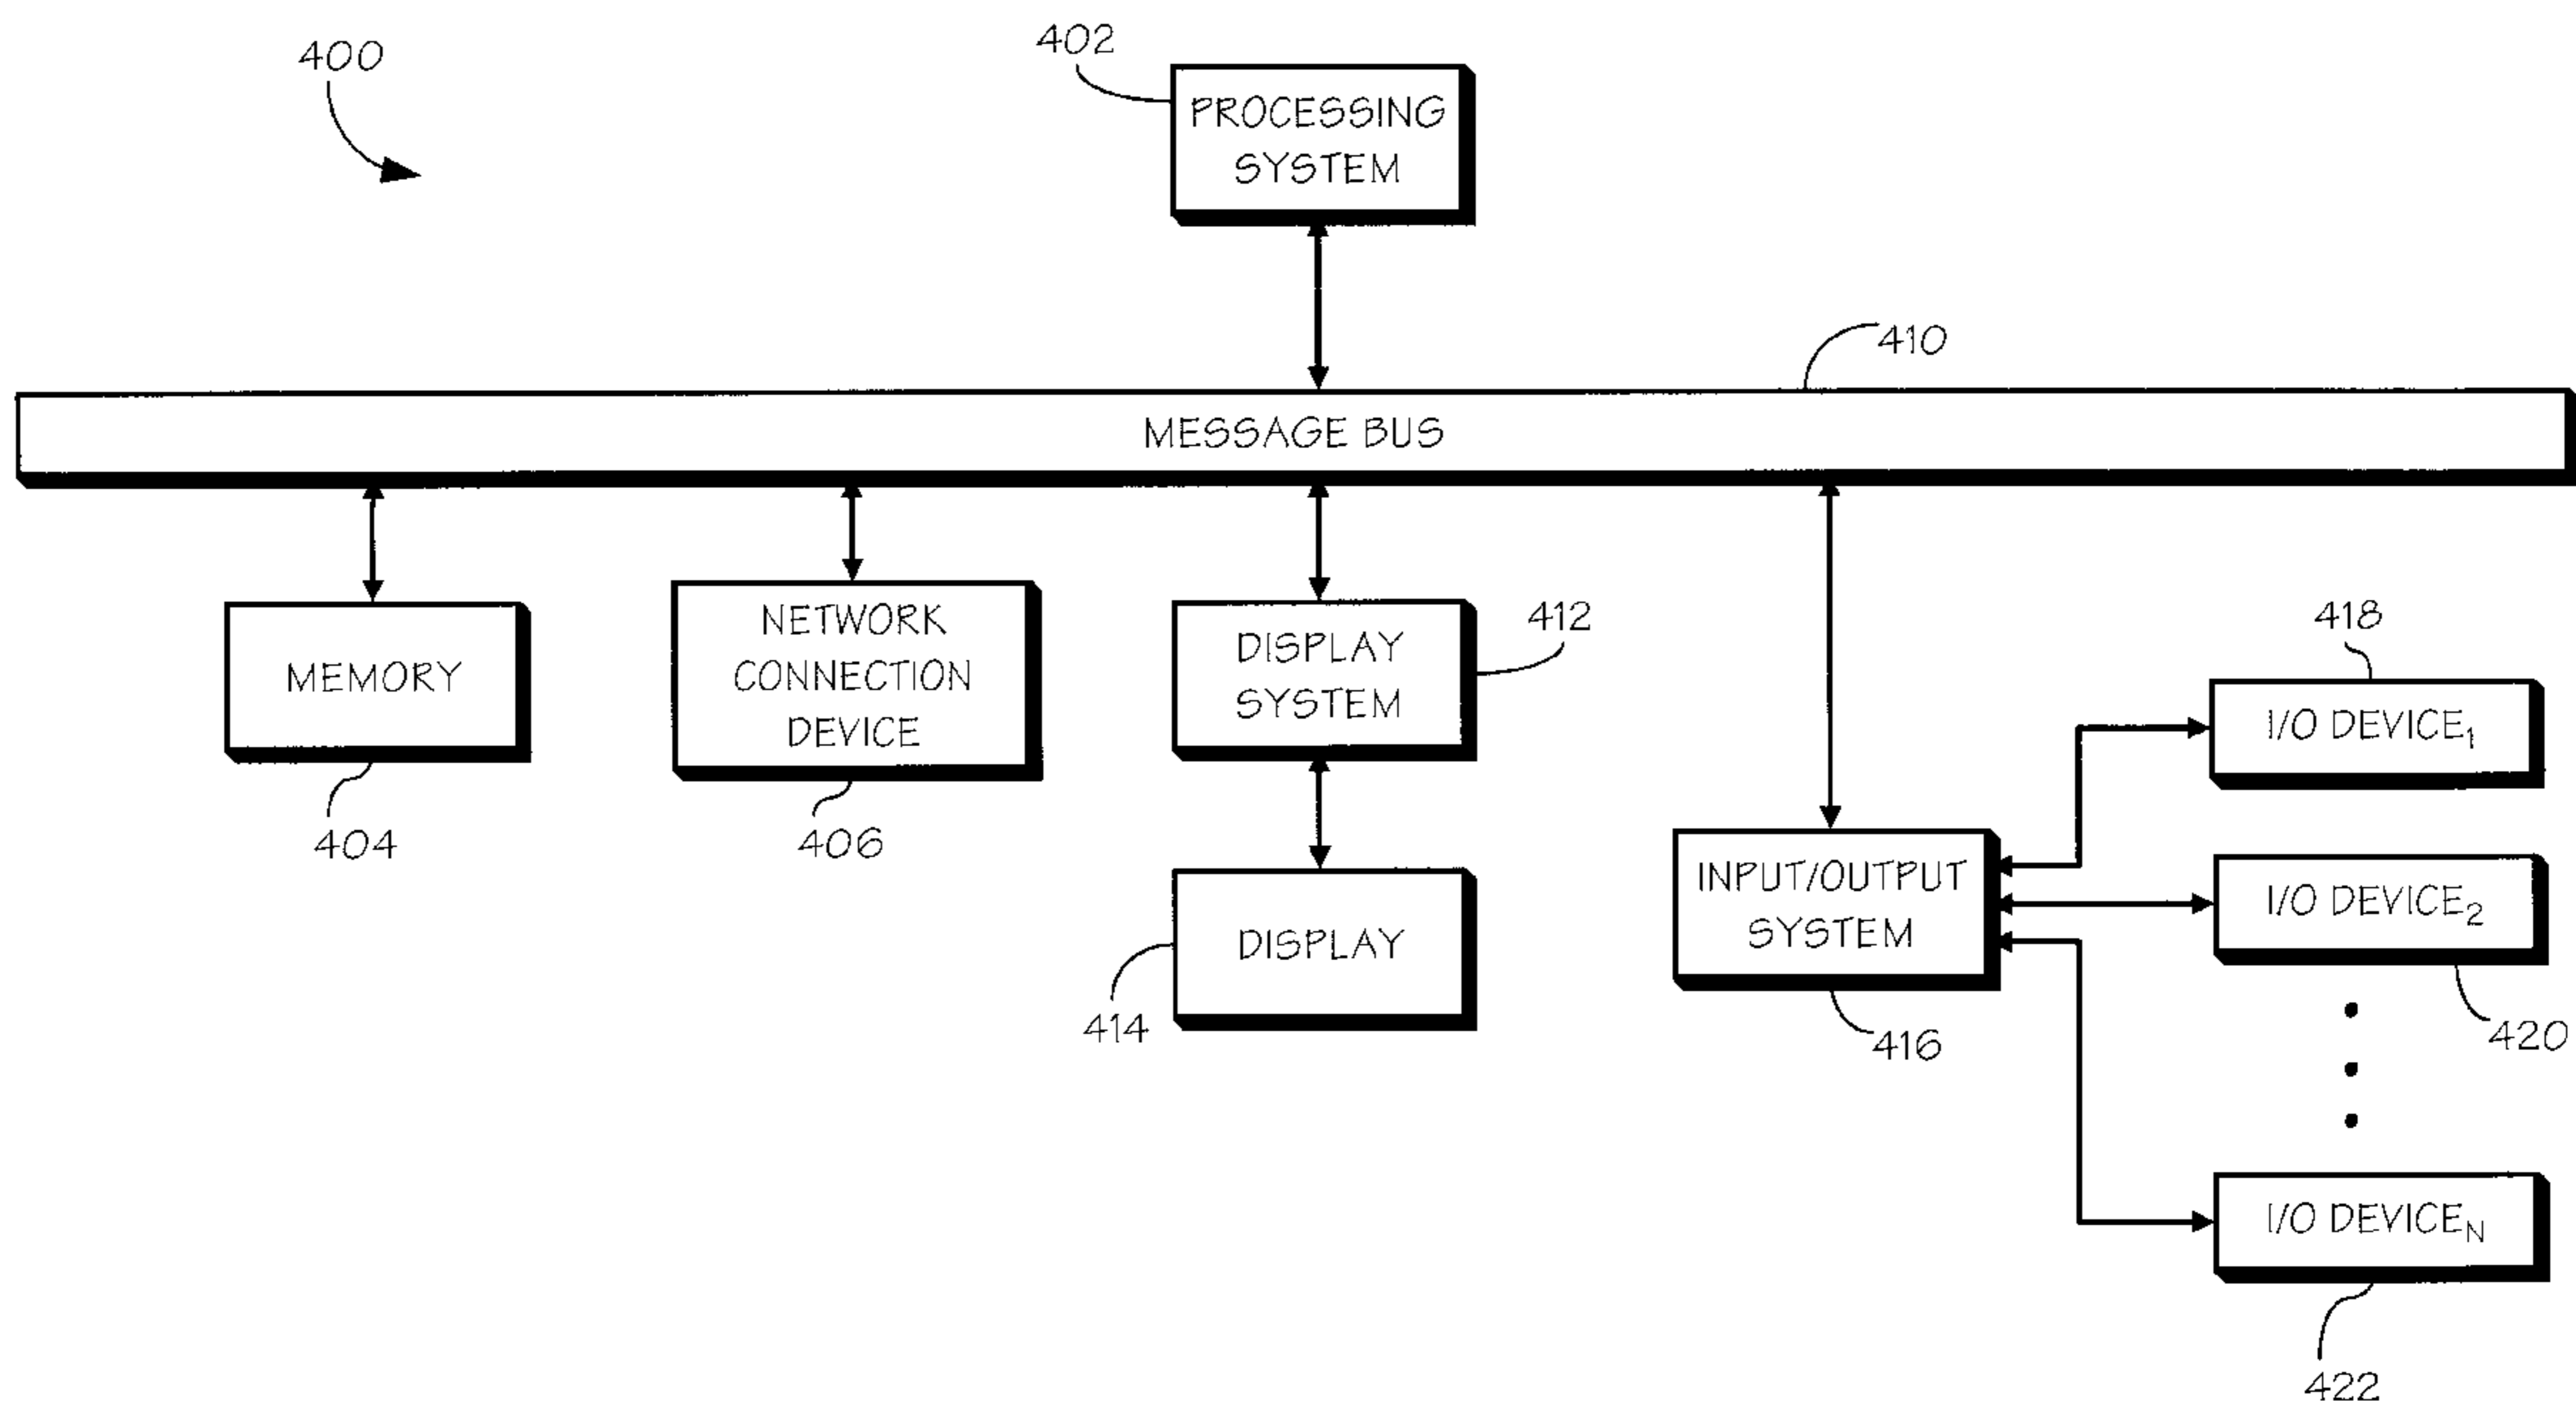 400
402
PROCESSING
SYSTEM
410
MESSAGE BUS
MEMORY
404
NETWORK
CONNECTION
DEVICE
406
DISPLAY
SYSTEM
412
DISPLAY
414
INPUT/OUTPUT
SYSTEM
416
418
I/O DEVICE₁
I/O DEVICE₂
420
I/O DEVICE_N
422